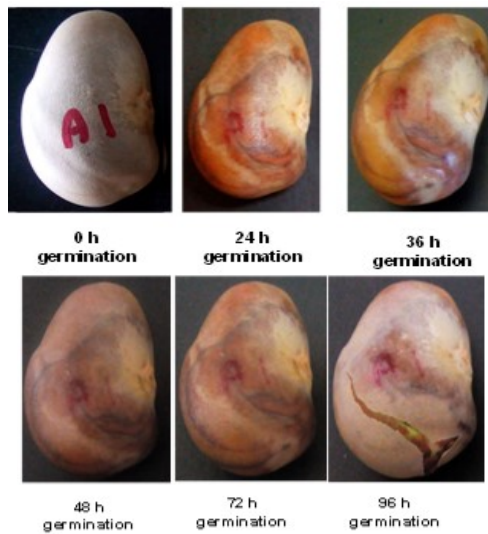 A1
0 h
germination
24 h
germination
36 h
germination
48 h
germination
72 h
germination
96 h
germination